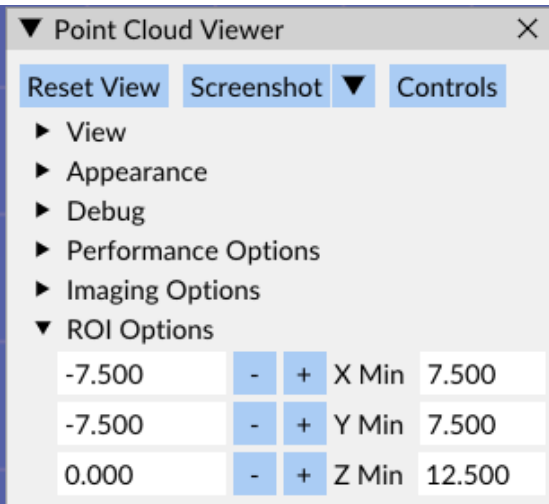 ▼ Point Cloud Viewer ×
Reset View Screenshot ▼ Controls
► View
► Appearance
► Debug
► Performance Options
► Imaging Options
▼ ROI Options
-7.500 - + X Min 7.500
-7.500 - + Y Min 7.500
0.000 - + Z Min 12.500